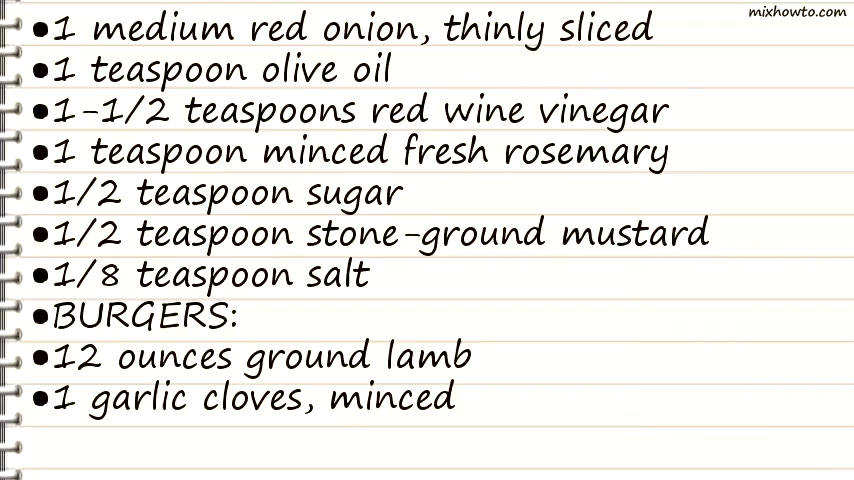 mixhowto.com
•1 medium red onion, thinly sliced
•1 teaspoon olive oil
•1-1/2 teaspoons red wine vinegar
•1 teaspoon minced fresh rosemary
•1/2 teaspoon sugar
•1/2 teaspoon stone-ground mustard
•1/8 teaspoon salt
•BURGERS:
•12 ounces ground lamb
•1 garlic cloves, minced